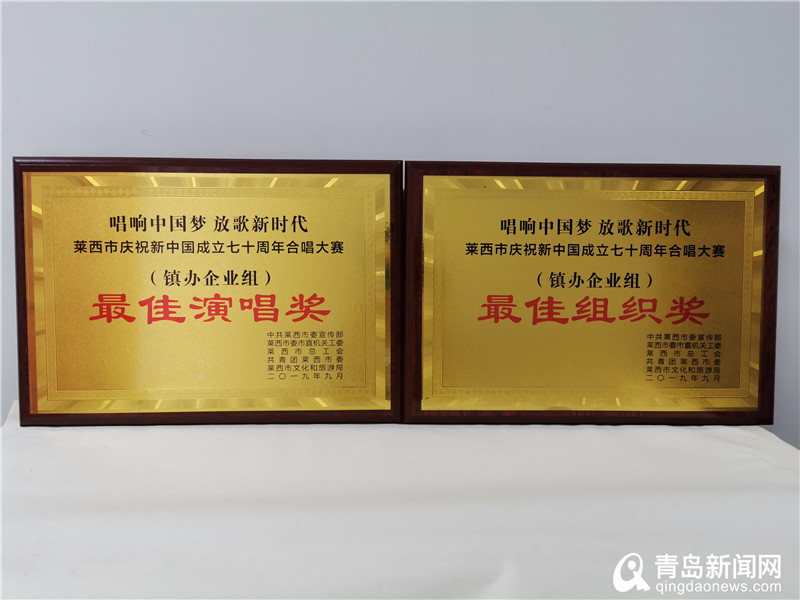 唱响中国梦 放歌新时代
莱西市庆祝新中国成立七十周年合唱大赛
（镇办企业组）
最佳演唱奖
中共莱西市委宣传部
莱西市委市直机关工委
莱西市总工会
共青团莱西市委
莱西市文化和旅游局
二〇一九年九月
唱响中国梦 放歌新时代
莱西市庆祝新中国成立七十周年合唱大赛
（镇办企业组）
最佳组织奖
中共莱西市委宣传部
莱西市委市直机关工委
莱西市总工会
共青团莱西市委
莱西市文化和旅游局
二〇一九年九月
青岛新闻网
qingdaonews.com